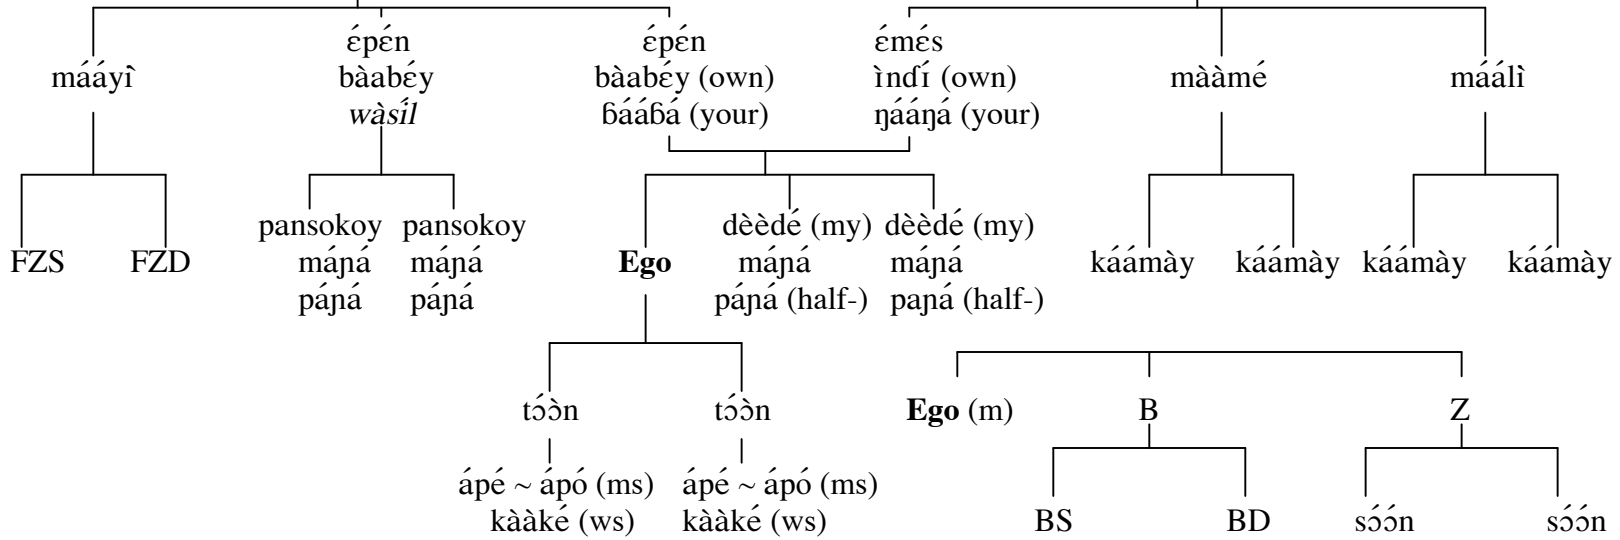 ɛ́pɛ́n ɛ́pɛ́n ɛ́mɛ́s
mááyî bàabɛ́y bàabɛ́y (own) ìnɗí (own) mààmé máálì
wàsíl ɓááɓá (your) ŋááŋá (your)
pansokoy pansokoy dèèdé (my) dèèdé (my)
FZS FZD máɲá máɲá Ego máɲá máɲá káámày káámày káámày káámày
páɲá páɲá páɲá (half-) paɲá (half-)
tɔ́ɔ̀n tɔ́ɔ̀n Ego (m) B Z
ápé ~ ápó (ms) ápé ~ ápó (ms)
kààké (ws) kààké (ws) BS BD sɔ́ɔ́n sɔ́ɔ́n